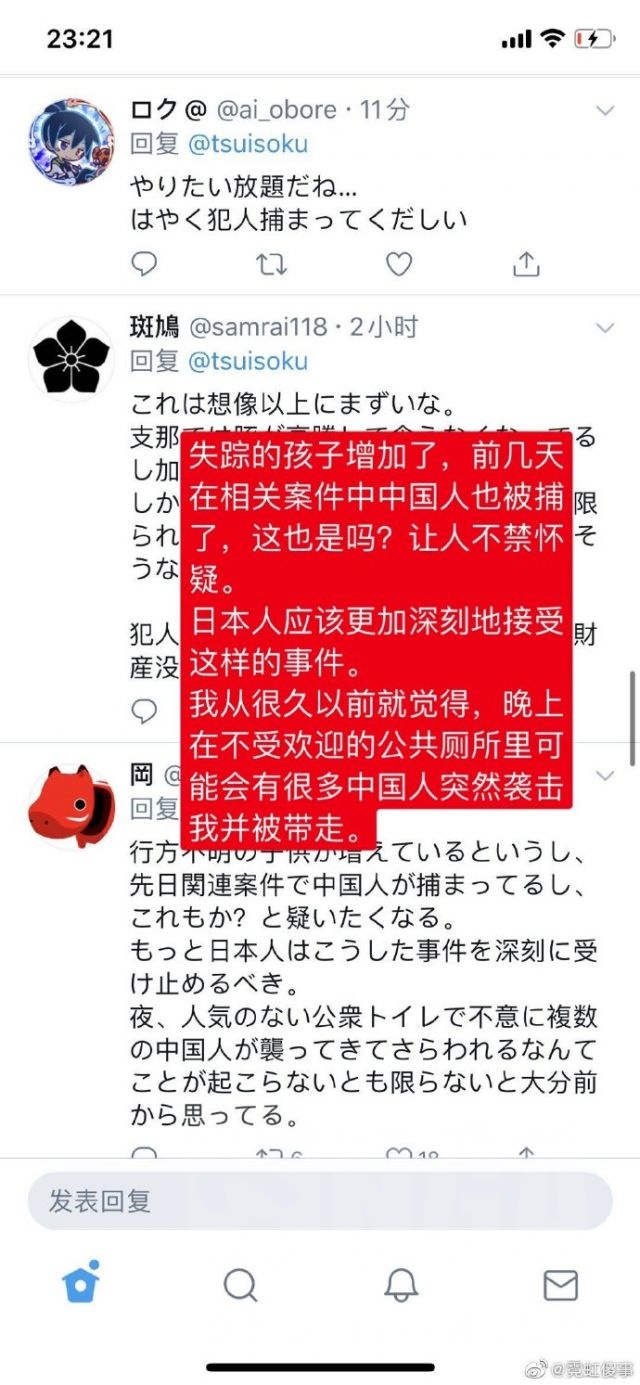 23:21
ロク@ @ai_obore · 11分
回复 @tsuisoku
やりたい放題だね...
はやく犯人捕まってくだしい
斑鳩 @samrai118 · 2小时
回复 @tsuisoku
これは想像以上にまずいな。
支那
る
し加
しか
限
られ
そ
うな
犯人
財
産没
失踪的孩子增加了，前几天
在相关案件中中国人也被捕
了，这也是吗？让人不禁怀
疑。
日本人应该更加深刻地接受
这样的事件。
我从很久以前就觉得，晚上
在不受欢迎的公共厕所里可
能会有很多中国人突然袭击
我并被带走。
岡 @
回复
行方不明の子供が増えているというし、
先日関連案件で中国人が捕まってるし、
これもか？と疑いたくなる。
もっと日本人はこうした事件を深刻に受
け止めるべき。
夜、人気のない公衆トイレで不意に複数
の中国人が襲ってきてさらわれるなんて
ことが起こらないとも限らないと大分前
から思ってる。
发表回复
@霓虹傻事